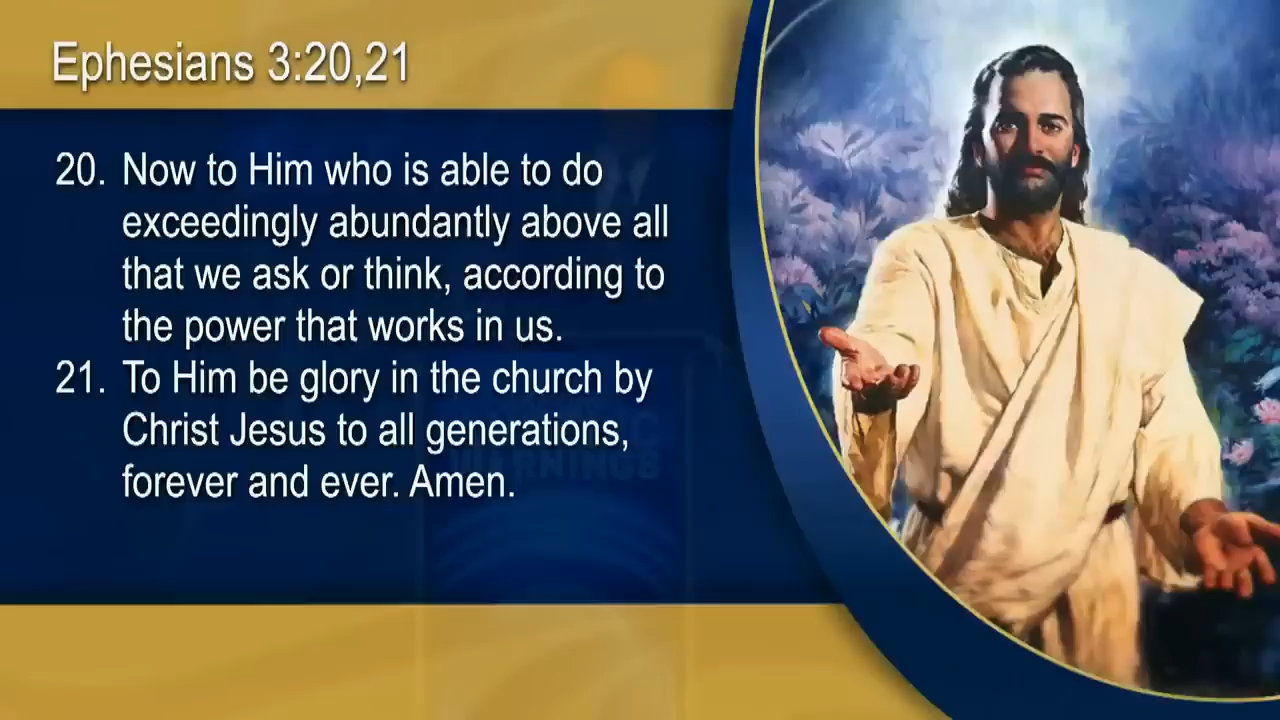 Ephesians 3:20,21
20. Now to Him who is able to do
exceedingly abundantly above all
that we ask or think, according to
the power that works in us.
21. To Him be glory in the church by
Christ Jesus to all generations,
forever and ever. Amen.
WARNINGS